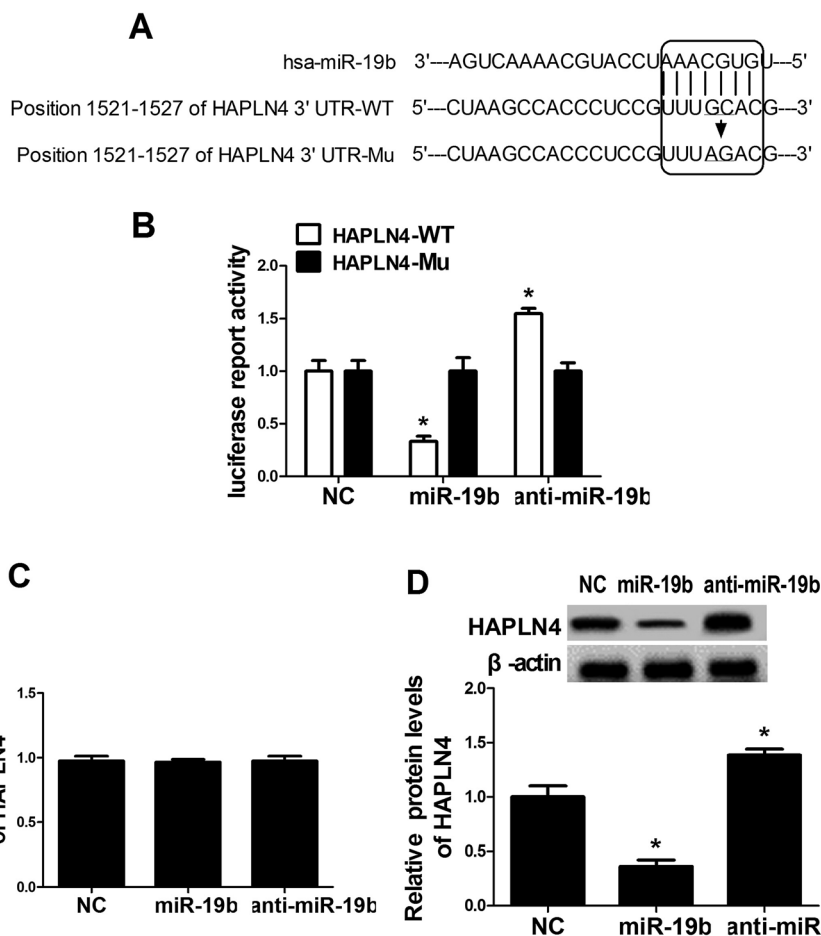 A
hsa-miR-19b 3'---AGUCAAAACGUACCUAAACGUGU---5'
Position 1521-1527 of HAPLN4 3' UTR-WT 5'---CUAAGCCACCCUCCGUUUGCACG---3'
Position 1521-1527 of HAPLN4 3' UTR-Mu 5'---CUAAGCCACCCUCCGUUUAGACG---3'
B
HAPLN4-WT
HAPLN4-Mu
luciferase report activity
2.0
1.5
1.0
0.5
0.0
*
*
NC miR-19b anti-miR-19b
C
of HAPLN4
1.5
1.0
0.5
0.0
NC miR-19b anti-miR-19b
D
NC miR-19b anti-miR-19b
HAPLN4
β -actin
Relative protein levels
of HAPLN4
2.0
1.5
1.0
0.5
0.0
*
*
NC miR-19b anti-miR